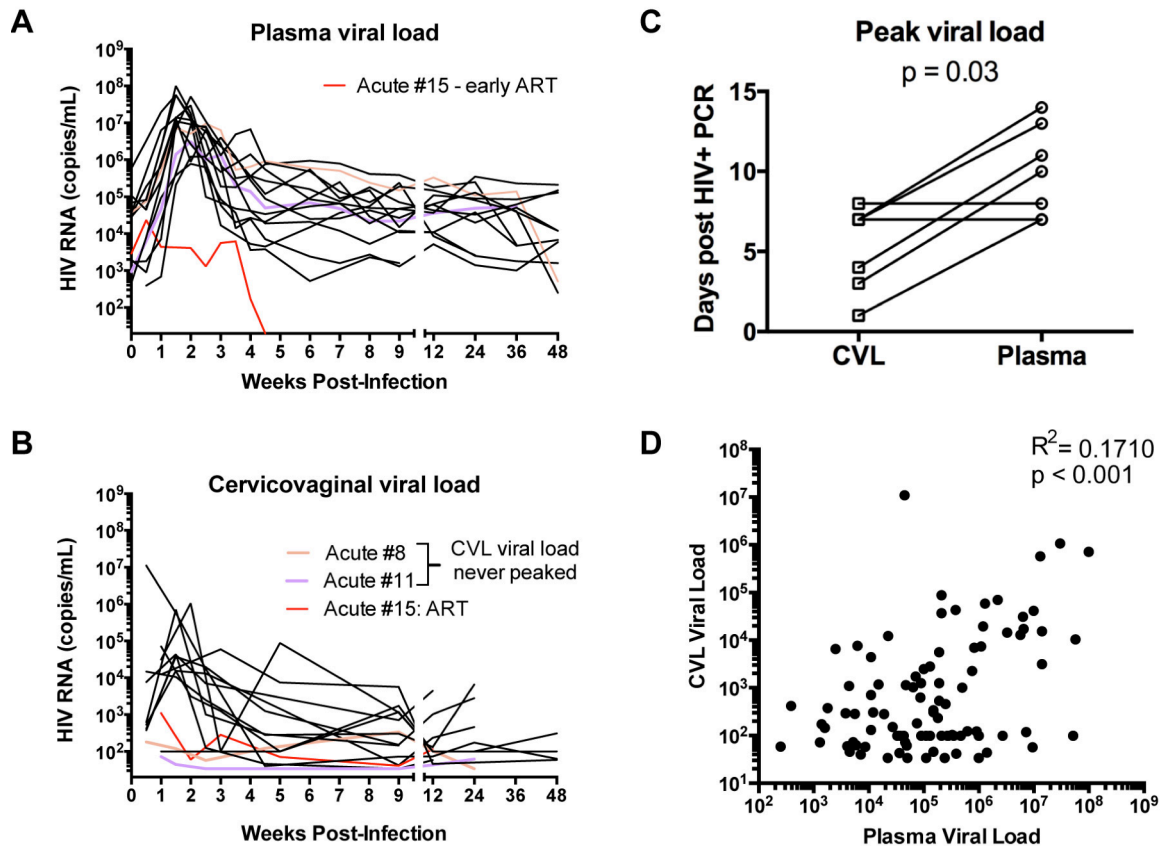 A
Plasma viral load
10^9
10^8
10^7
10^6
10^5
10^4
10^3
10^2
HIV RNA (copies/mL)
Acute #15 - early ART
0 1 2 3 4 5 6 7 8 9 12 24 36 48
Weeks Post-Infection
B
Cervicovaginal viral load
10^9
10^8
10^7
10^6
10^5
10^4
10^3
10^2
HIV RNA (copies/mL)
Acute #8
Acute #11
CVL viral load
never peaked
Acute #15: ART
0 1 2 3 4 5 6 7 8 9 12 24 36 48
Weeks Post-Infection
C
Peak viral load
p = 0.03
15
10
5
0
Days post HIV+ PCR
CVL Plasma
D
R^2 = 0.1710
p < 0.001
10^8
10^7
10^6
10^5
10^4
10^3
10^2
10^1
CVL Viral Load
10^2 10^3 10^4 10^5 10^6 10^7 10^8 10^9
Plasma Viral Load